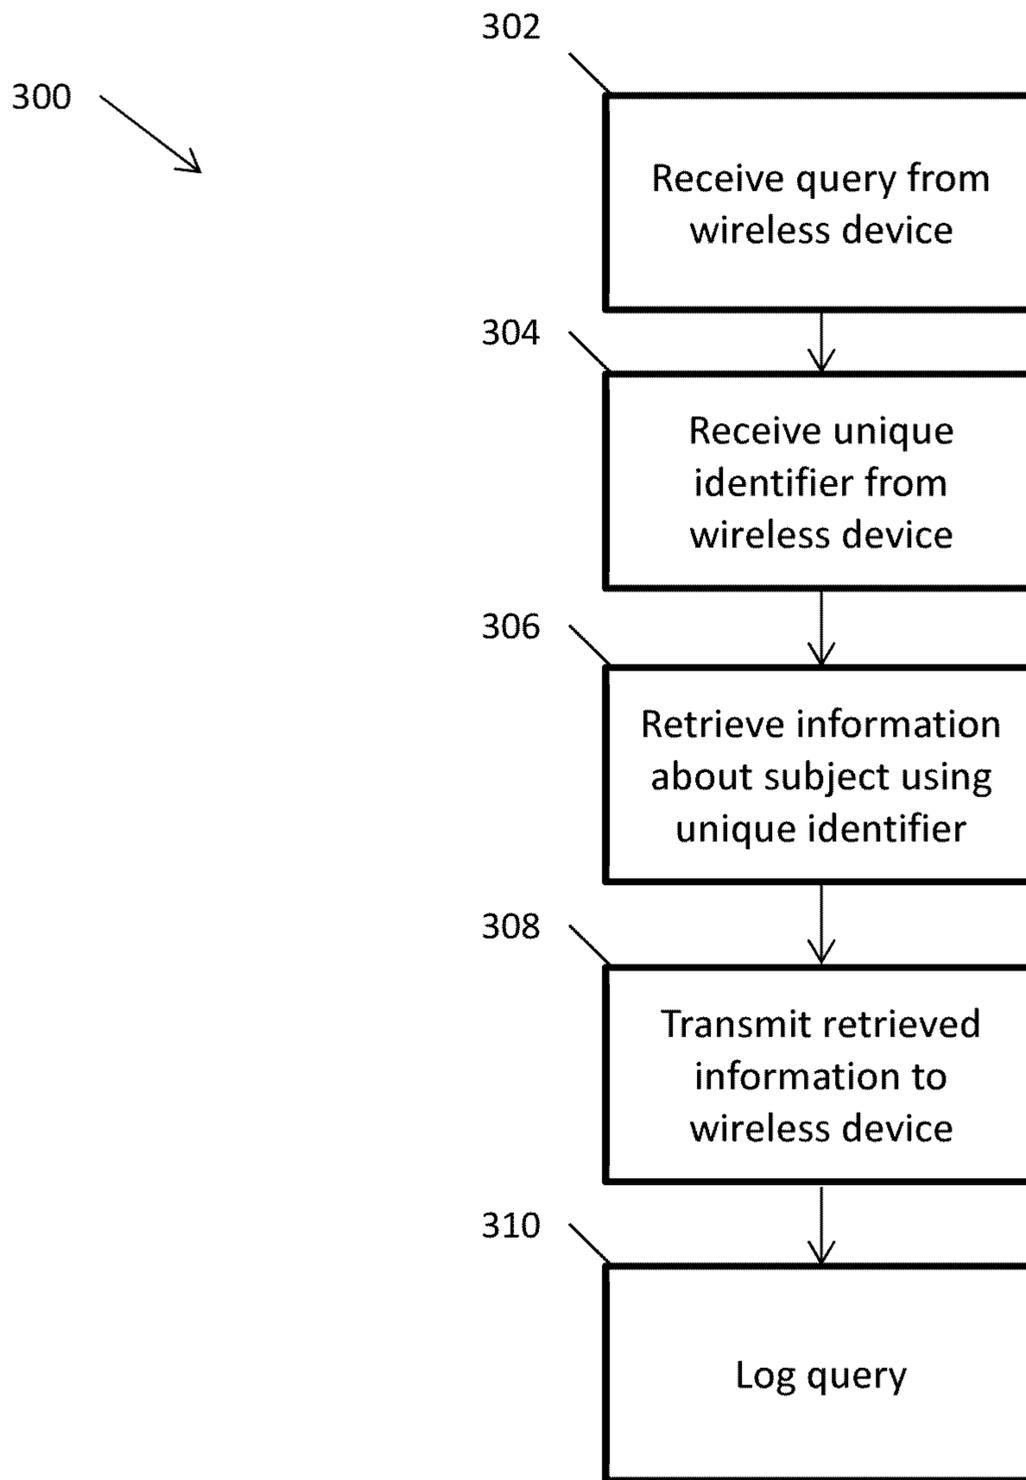 300
302
Receive query from
wireless device
304
Receive unique
identifier from
wireless device
306
Retrieve information
about subject using
unique identifier
308
Transmit retrieved
information to
wireless device
310
Log query